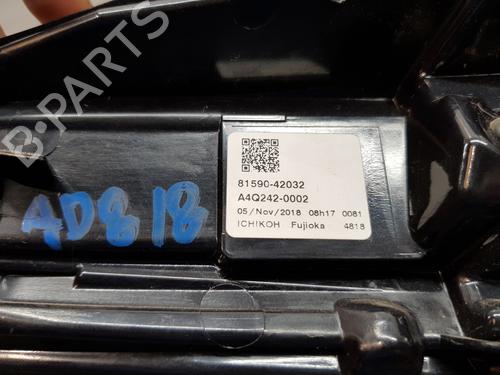 B-PARTS
81590-42032
A4Q242-0002
05/Nov/2018 08h17 0081
ICHIKOH Fujioka 4818
AD818